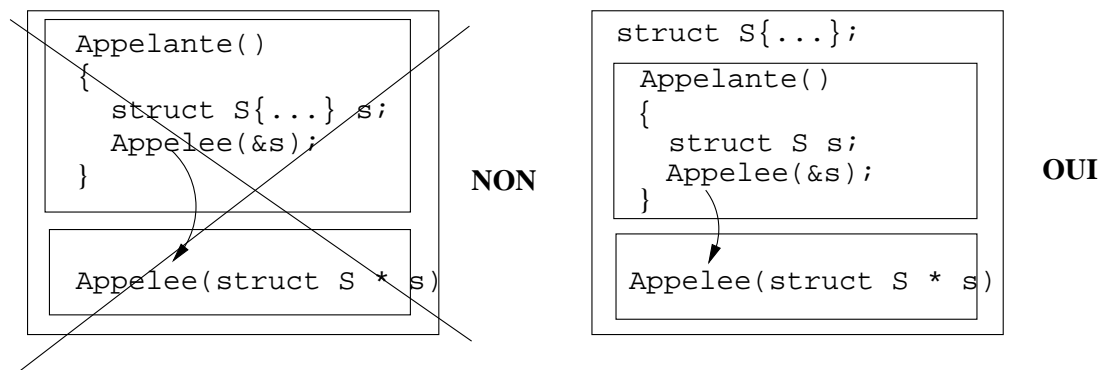 Appelante()
{
struct S{...} s;
Appelee(&s);
}
Appelee(struct S * s)
NON
struct S{...};
Appelante()
{
struct S s;
Appelee(&s);
}
Appelee(struct S * s)
OUI